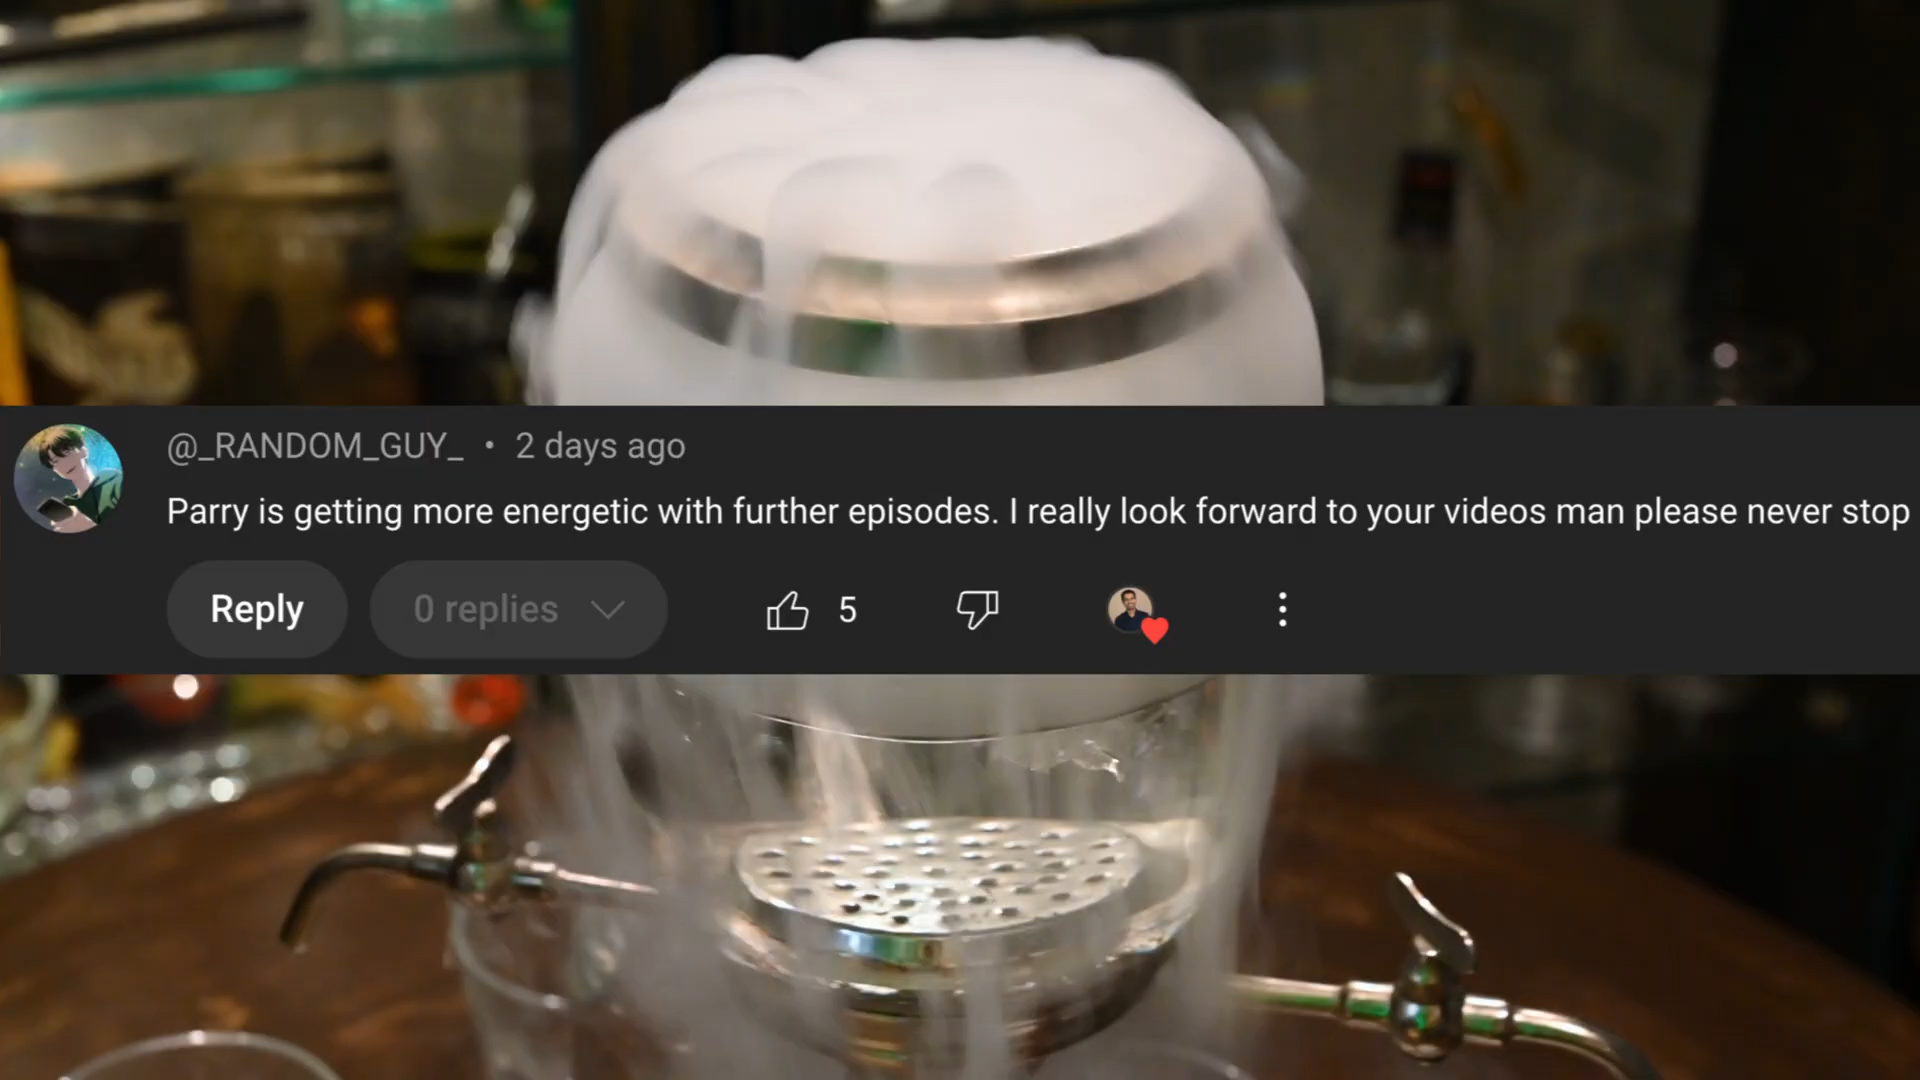 @_RANDOM_GUY_ • 2 days ago
Parry is getting more energetic with further episodes. I really look forward to your videos man please never stop
Reply 0 replies 5